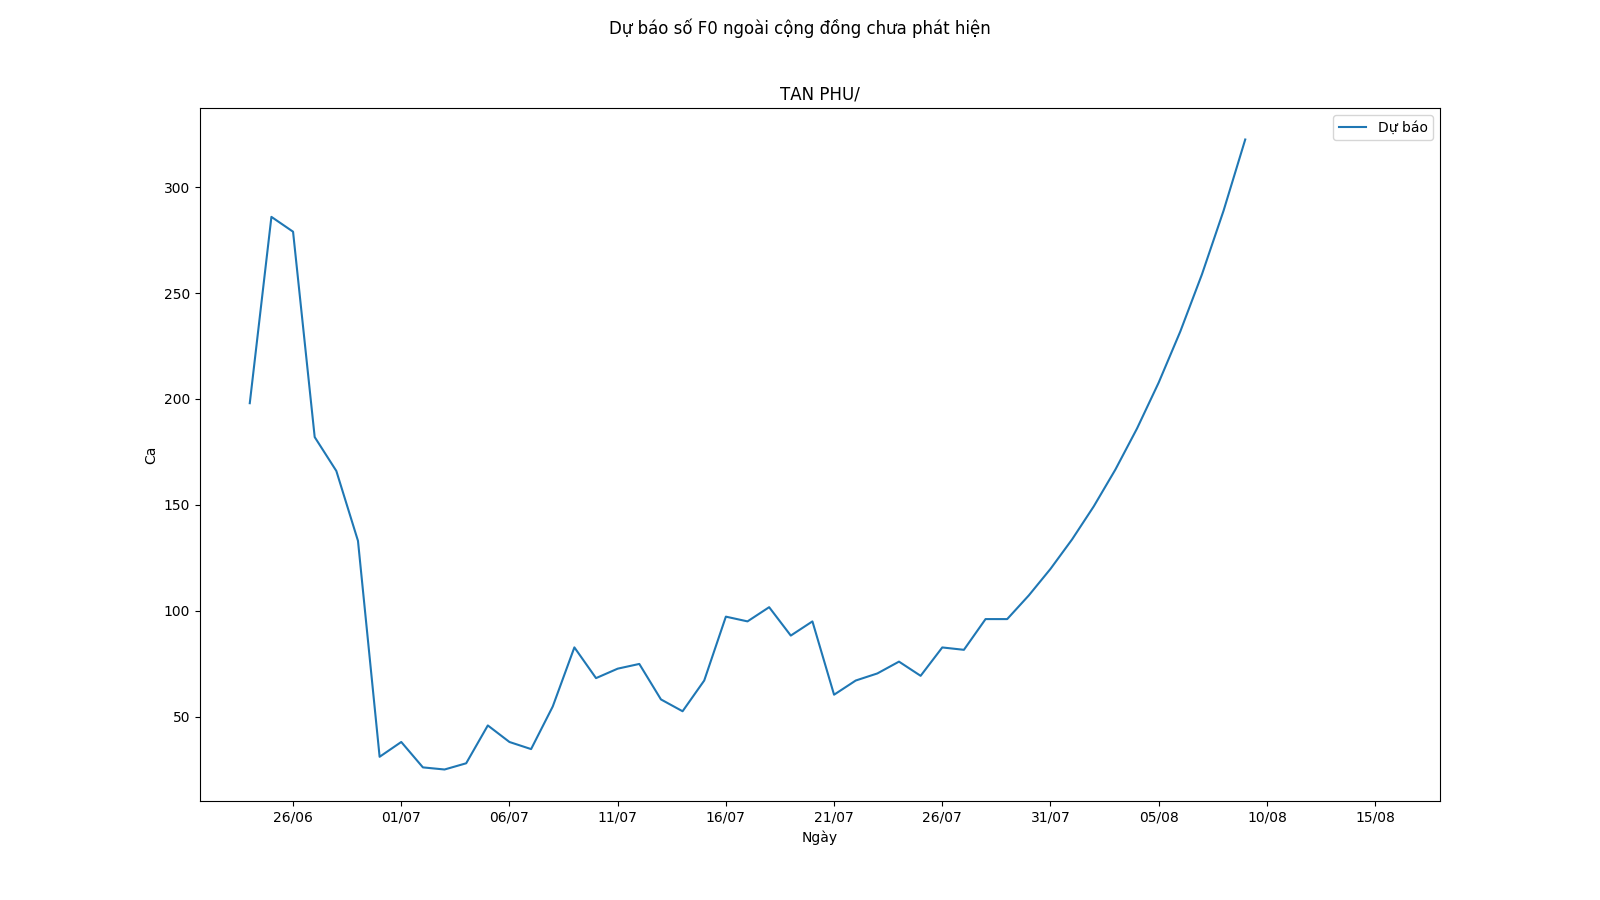 Dự báo số F0 ngoài cộng đồng chưa phát hiện
TAN PHU/
Dự báo
300
250
200
150
100
50
Ca
26/06 01/07 06/07 11/07 16/07 21/07 26/07 31/07 05/08 10/08 15/08
Ngày